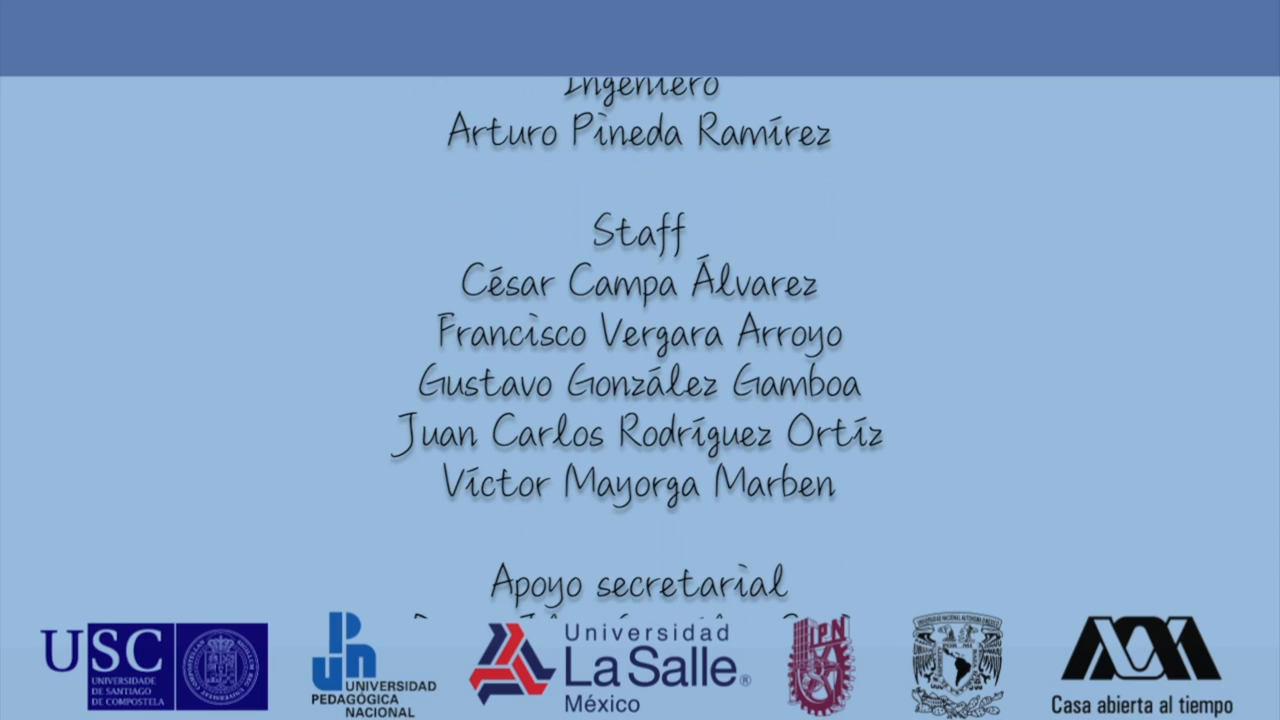 Ingeniero
Arturo Pineda Ramírez
Staff
César Campa Álvarez
Francisco Vergara Arroyo
Gustavo González Gamboa
Juan Carlos Rodríguez Ortíz
Víctor Mayorga Marben
Apoyo secretarial
USC
UNIVERSIDADE
DE SANTIAGO
DE COMPOSTELA
UNIVERSIDAD
PEDAGÓGICA
NACIONAL
Universidad
La Salle®
México
IPN
Casa abierta al tiempo